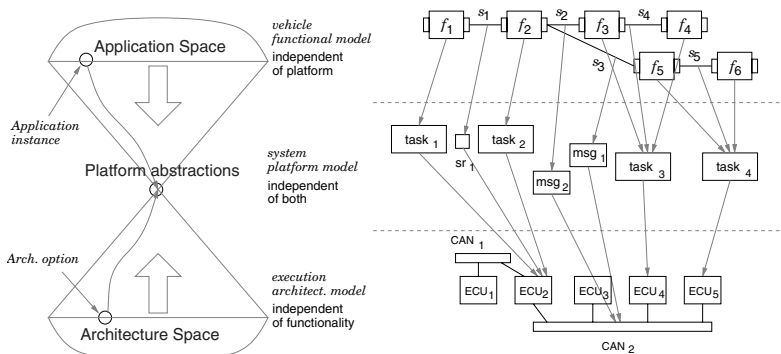 vehicle
functional model
Application Space
independent
of platform
Application
instance
system
platform model
Platform abstractions
independent
of both
Arch. option
execution
architect. model
independent
of functionality
Architecture Space
f1 s1 f2 s2 f3 s4 f4
s3 f5 s5 f6
task 1 sr 1 task 2 msg 2 msg 1 task 3 task 4
CAN 1
ECU1 ECU2 ECU3 ECU4 ECU5
CAN 2